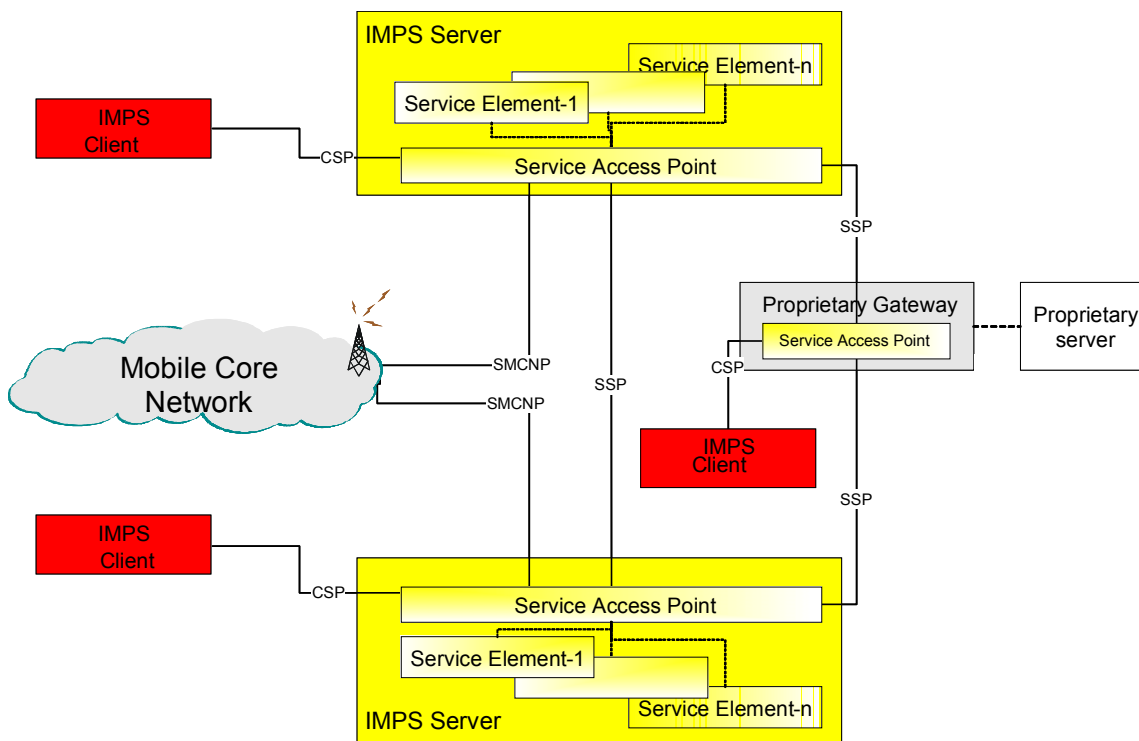 IMPS Server
Service Element-n
Service Element-1
IMPS
Client
CSP
Service Access Point
SSP
Proprietary Gateway
Service Access Point
Proprietary
server
CSP
Mobile Core
Network
SMCNP
SMCNP
SSP
IMPS
Client
SSP
IMPS
Client
CSP
Service Access Point
Service Element-1
Service Element-n
IMPS Server